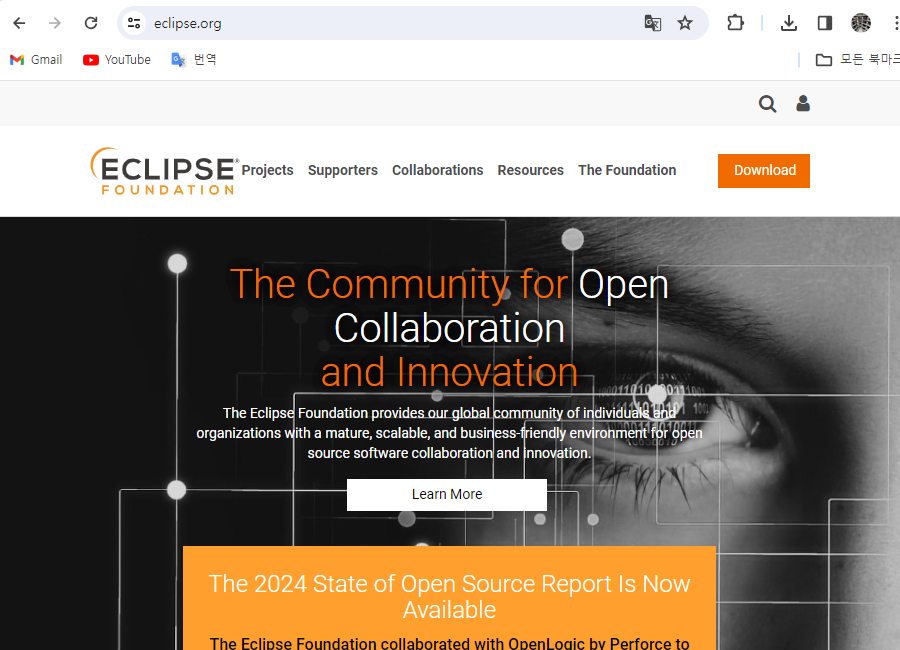 eclipse.org
Gmail
YouTube
번역
모든 북마크
ECLIPSE®
FOUNDATION
Projects
Supporters
Collaborations
Resources
The Foundation
Download
The Community for Open
Collaboration
and Innovation
The Eclipse Foundation provides our global community of individuals and
organizations with a mature, scalable, and business-friendly environment for open
source software collaboration and innovation.
Learn More
The 2024 State of Open Source Report Is Now
Available
The Eclipse Foundation collaborated with OpenLogic by Perforce to